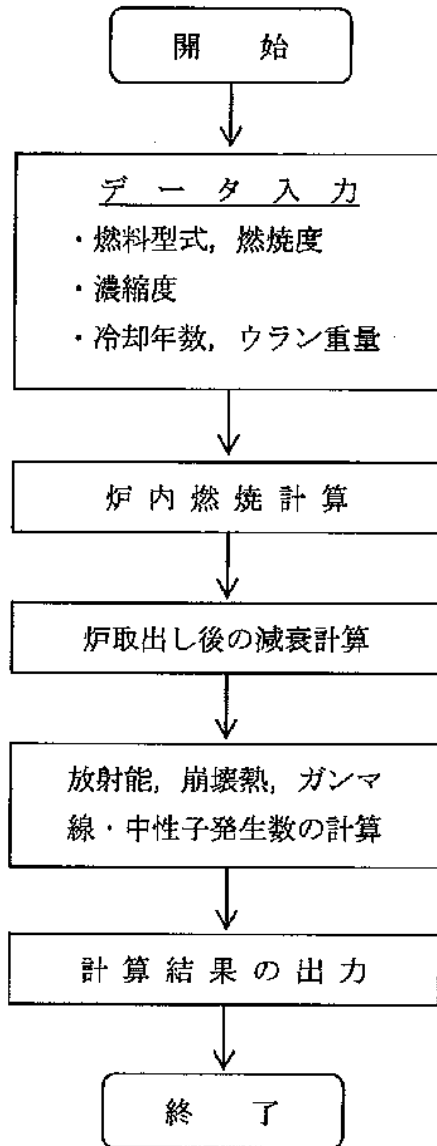 開始
データ入力
・燃料型式, 燃焼度
・濃縮度
・冷却年数, ウラン重量
炉内燃焼計算
炉取出し後の減衰計算
放射能, 崩壊熱, ガンマ
線・中性子発生数の計算
計算結果の出力
終了